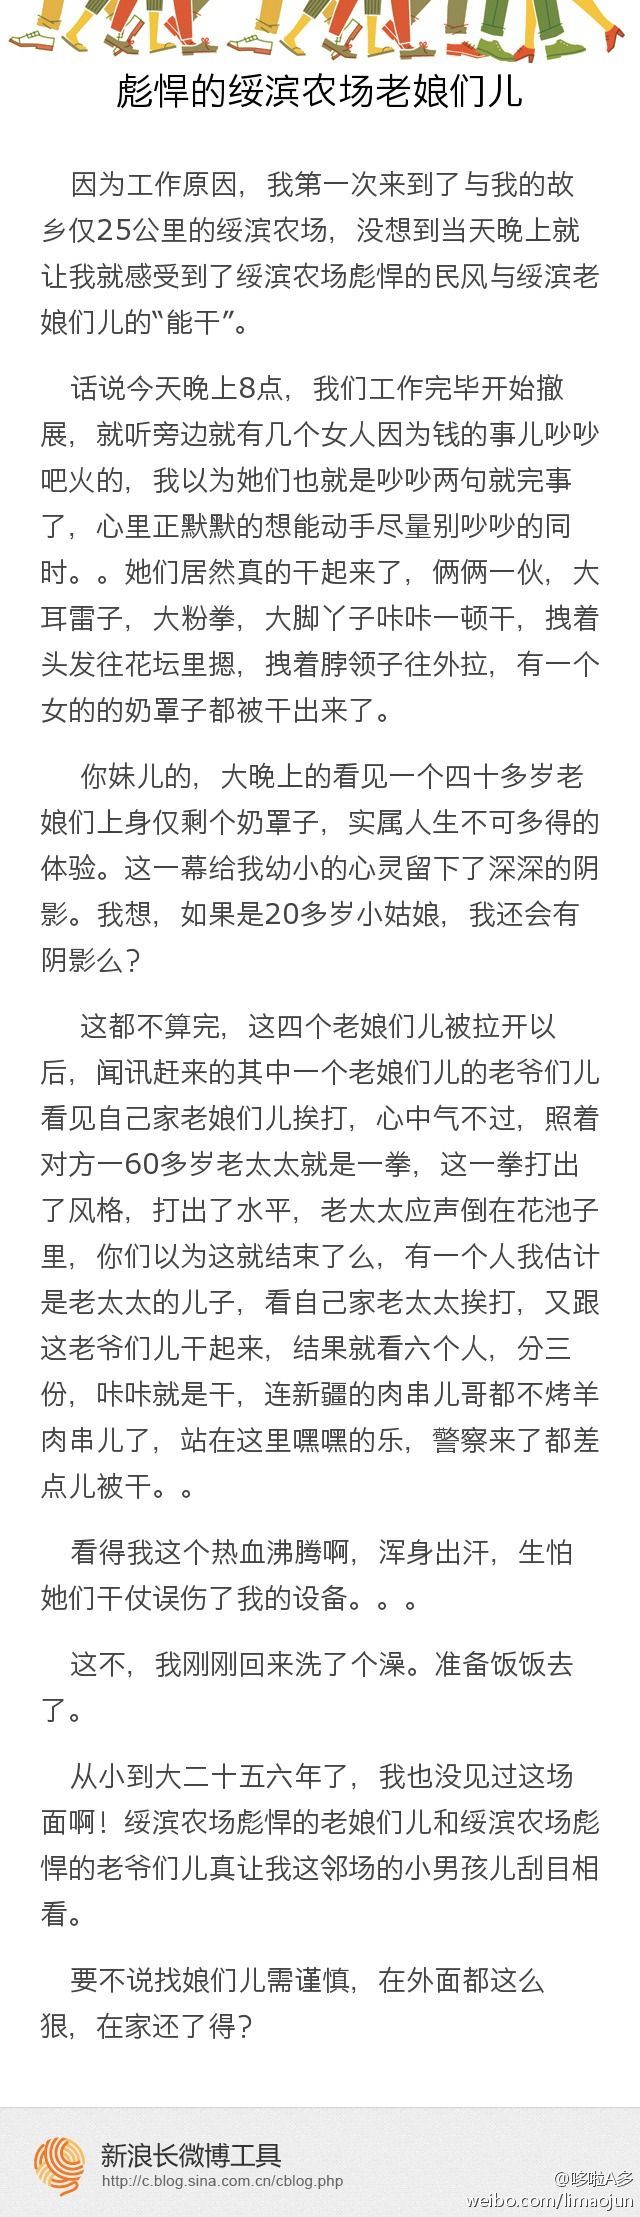 彪悍的绥滨农场老娘们儿
因为工作原因，我第一次来到了与我的故
乡仅25公里的绥滨农场，没想到当天晚上就
让我就感受到了绥滨农场彪悍的民风与绥滨老
娘们儿的“能干”。
话说今天晚上8点，我们工作完毕开始撤
展，就听旁边就有几个女人因为钱的事儿吵吵
吧火的，我以为她们也就是吵吵两句就完事
了，心里正默默的想能动手尽量别吵吵的同
时。。她们居然真的干起来了，俩俩一伙，大
耳雷子，大粉拳，大脚丫子咔咔一顿干，拽着
头发往花坛里摁，拽着脖领子往外拉，有一个
女的的奶罩子都被干出来了。
你妹儿的，大晚上的看见一个四十多岁老
娘们上身仅剩个奶罩子，实属人生不可多得的
体验。这一幕给我幼小的心灵留下了深深的阴
影。我想，如果是20多岁小姑娘，我还会有
阴影么？
这都不算完，这四个老娘们儿被拉开以
后，闻讯赶来的其中一个老娘们儿的老爷们儿
看见自己家老娘们儿挨打，心中气不过，照着
对方一60多岁老太太就是一拳，这一拳打出
了风格，打出了水平，老太太应声倒在花池子
里，你们以为这就结束了么，有一个人我估计
是老太太的儿子，看自己家老太太挨打，又跟
这老爷们儿干起来，结果就看六个人，分三
份，咔咔就是干，连新疆的肉串儿哥都不烤羊
肉串儿了，站在这里嘿嘿的乐，警察来了都差
点儿被干。。
看得我这个热血沸腾啊，浑身出汗，生怕
她们干仗误伤了我的设备。。。
这不，我刚刚回来洗了个澡。准备饭饭去
了。
从小到大二十五六年了，我也没见过这场
面啊！绥滨农场彪悍的老娘们儿和绥滨农场彪
悍的老爷们儿真让我这邻场的小男孩儿刮目相
看。
要不说找娘们儿需谨慎，在外面都这么
狠，在家还了得？
新浪长微博工具
http://c.blog.sina.com.cn/cblog.php
@哆啦A多
weibo.com/limaojun